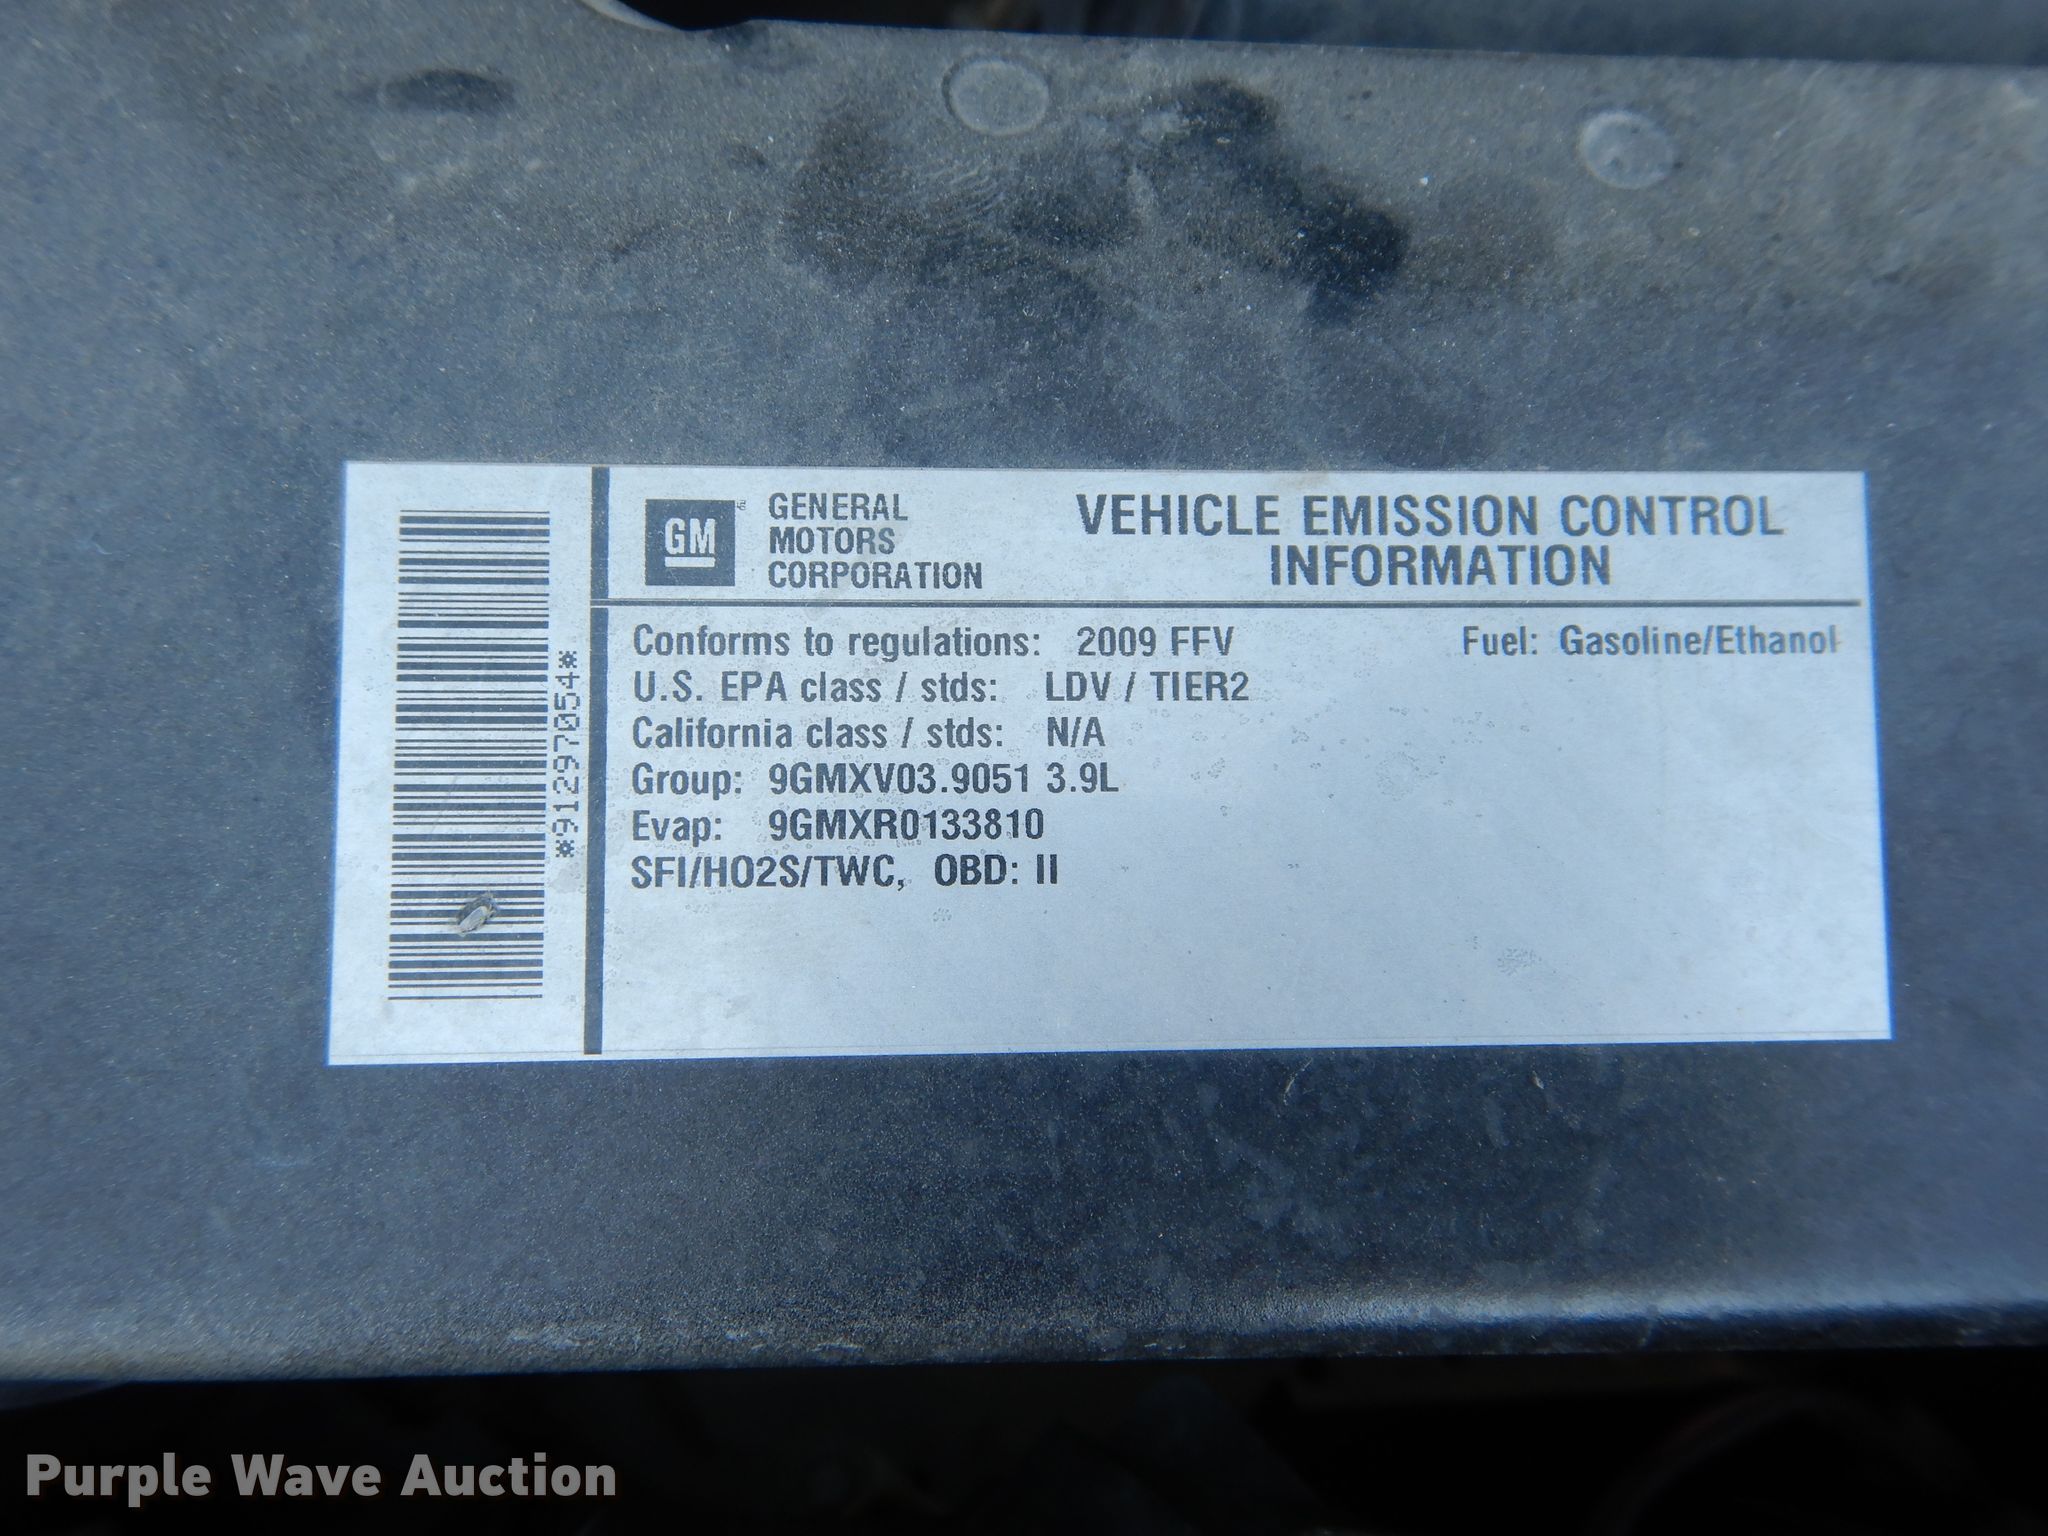 GM
GENERAL
MOTORS
CORPORATION
VEHICLE EMISSION CONTROL
INFORMATION
*91297054*
Conforms to regulations: 2009 FFV
Fuel: Gasoline/Ethanol
U.S. EPA class / stds: LDV / TIER2
California class / stds: N/A
Group: 9GMXV03.9051 3.9L
Evap: 9GMXR0133810
SFI/HO2S/TWC, OBD: II
Purple Wave Auction